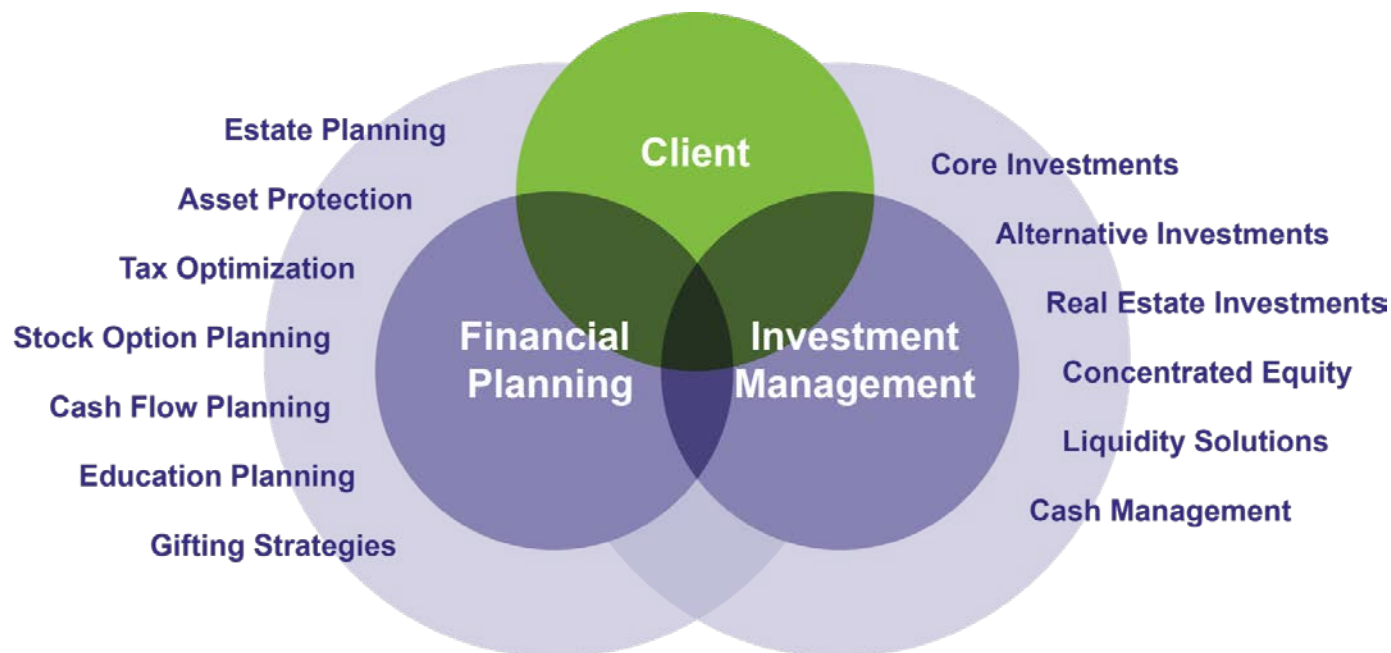 Client
Financial
Planning
Investment
Management
Estate Planning
Asset Protection
Tax Optimization
Stock Option Planning
Cash Flow Planning
Education Planning
Gifting Strategies
Core Investments
Alternative Investments
Real Estate Investments
Concentrated Equity
Liquidity Solutions
Cash Management